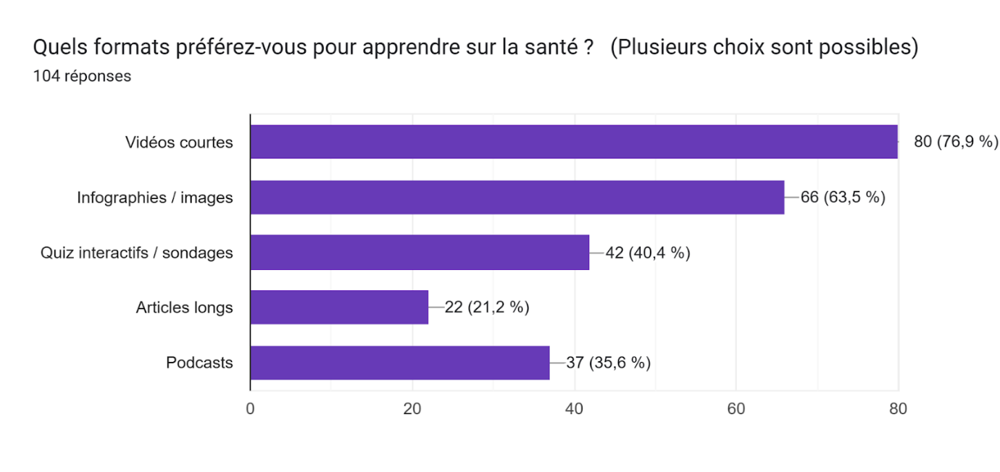 Quels formats préférez-vous pour apprendre sur la santé ? (Plusieurs choix sont possibles)
104 réponses
Vidéos courtes
80 (76,9 %)
Infographies / images
66 (63,5 %)
Quiz interactifs / sondages
42 (40,4 %)
Articles longs
22 (21,2 %)
Podcasts
37 (35,6 %)
0 20 40 60 80